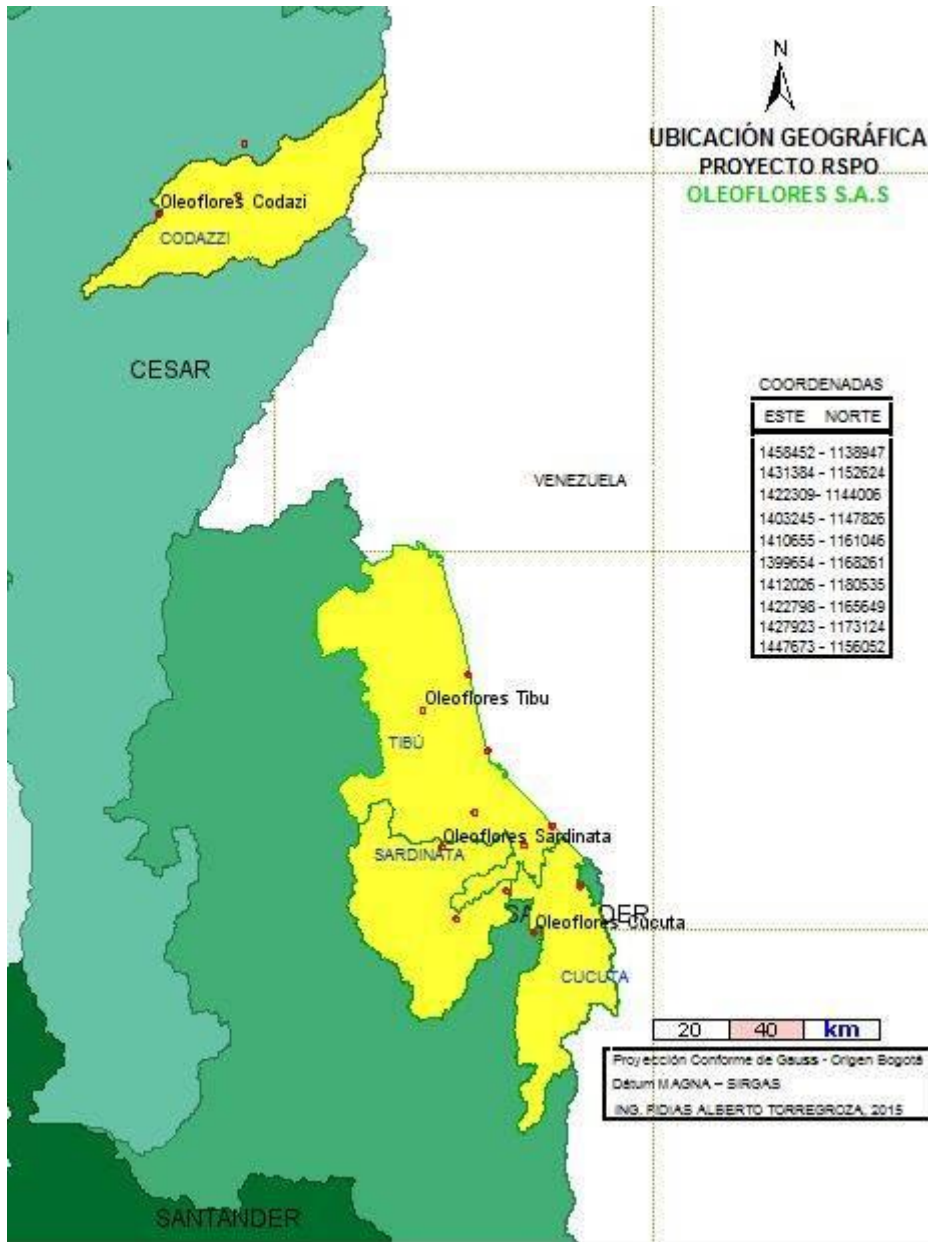 N
UBICACIÓN GEOGRÁFICA
PROYECTO RSPO
OLEOFLORES S.A.S
Oleoflores Codazi
CODAZZI
CESAR
COORDENADAS
ESTE NORTE
1458452 - 1138947
1431384 - 1152624
1422309- 1144006
1403245 - 1147826
1410655 - 1161046
1399654 - 1168261
1412026 - 1180535
1422798 - 1165649
1427923 - 1173124
1447673 - 1156052
VENEZUELA
Oleoflores Tibu
TIBÚ
Oleoflores Sardinata
SARDINATA
Oleoflores Cucuta
CUCUTA
20 40 km
Proyección Conforme de Gauss - Origen Bogotá
Dátum MAGNA – SIRGAS
ING. FIDIAS ALBERTO TORREGROZA, 2015
SANTANDER